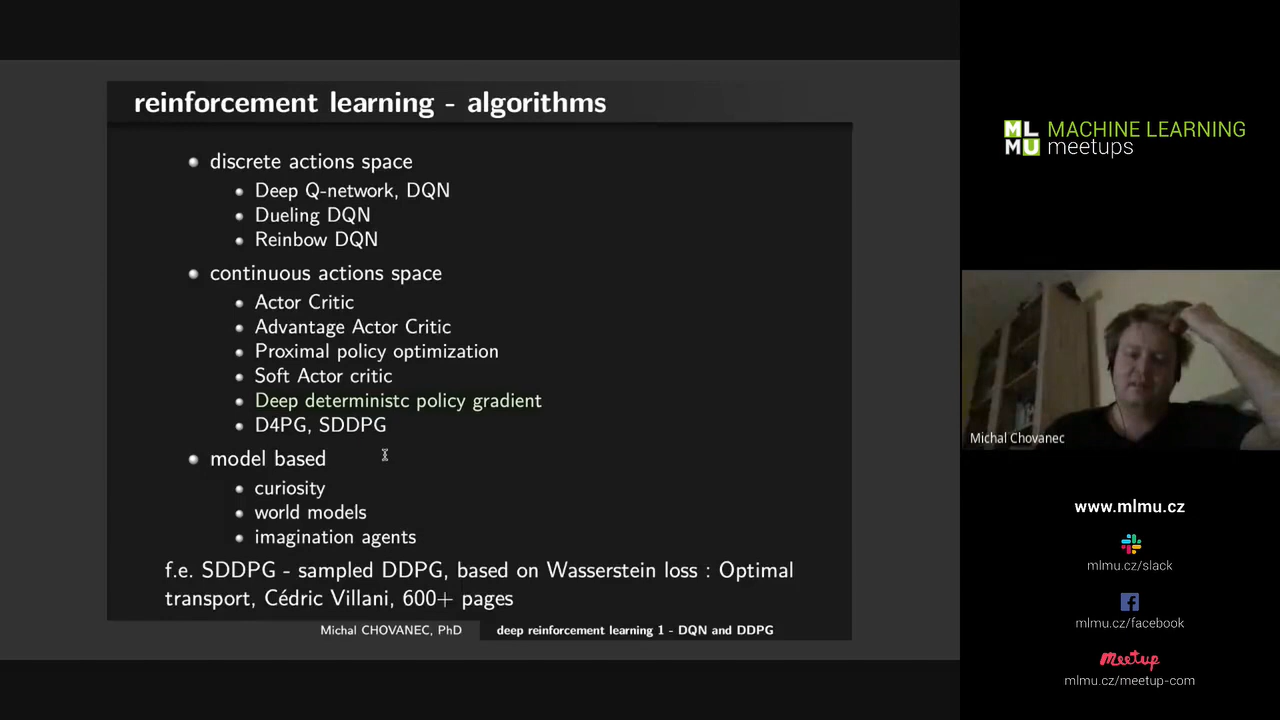 reinforcement learning - algorithms
discrete actions space
Deep Q-network, DQN
Dueling DQN
Reinbow DQN
continuous actions space
Actor Critic
Advantage Actor Critic
Proximal policy optimization
Soft Actor critic
Deep deterministc policy gradient
D4PG, SDDPG
model based
curiosity
world models
imagination agents
f.e. SDDPG - sampled DDPG, based on Wasserstein loss : Optimal
transport, Cédric Villani, 600+ pages
Michal CHOVANEC, PhD
deep reinforcement learning 1 - DQN and DDPG
ML
MU
MACHINE LEARNING
meetups
Michal Chovanec
www.mlmu.cz
mlmu.cz/slack
mlmu.cz/facebook
meetup
mlmu.cz/meetup-com